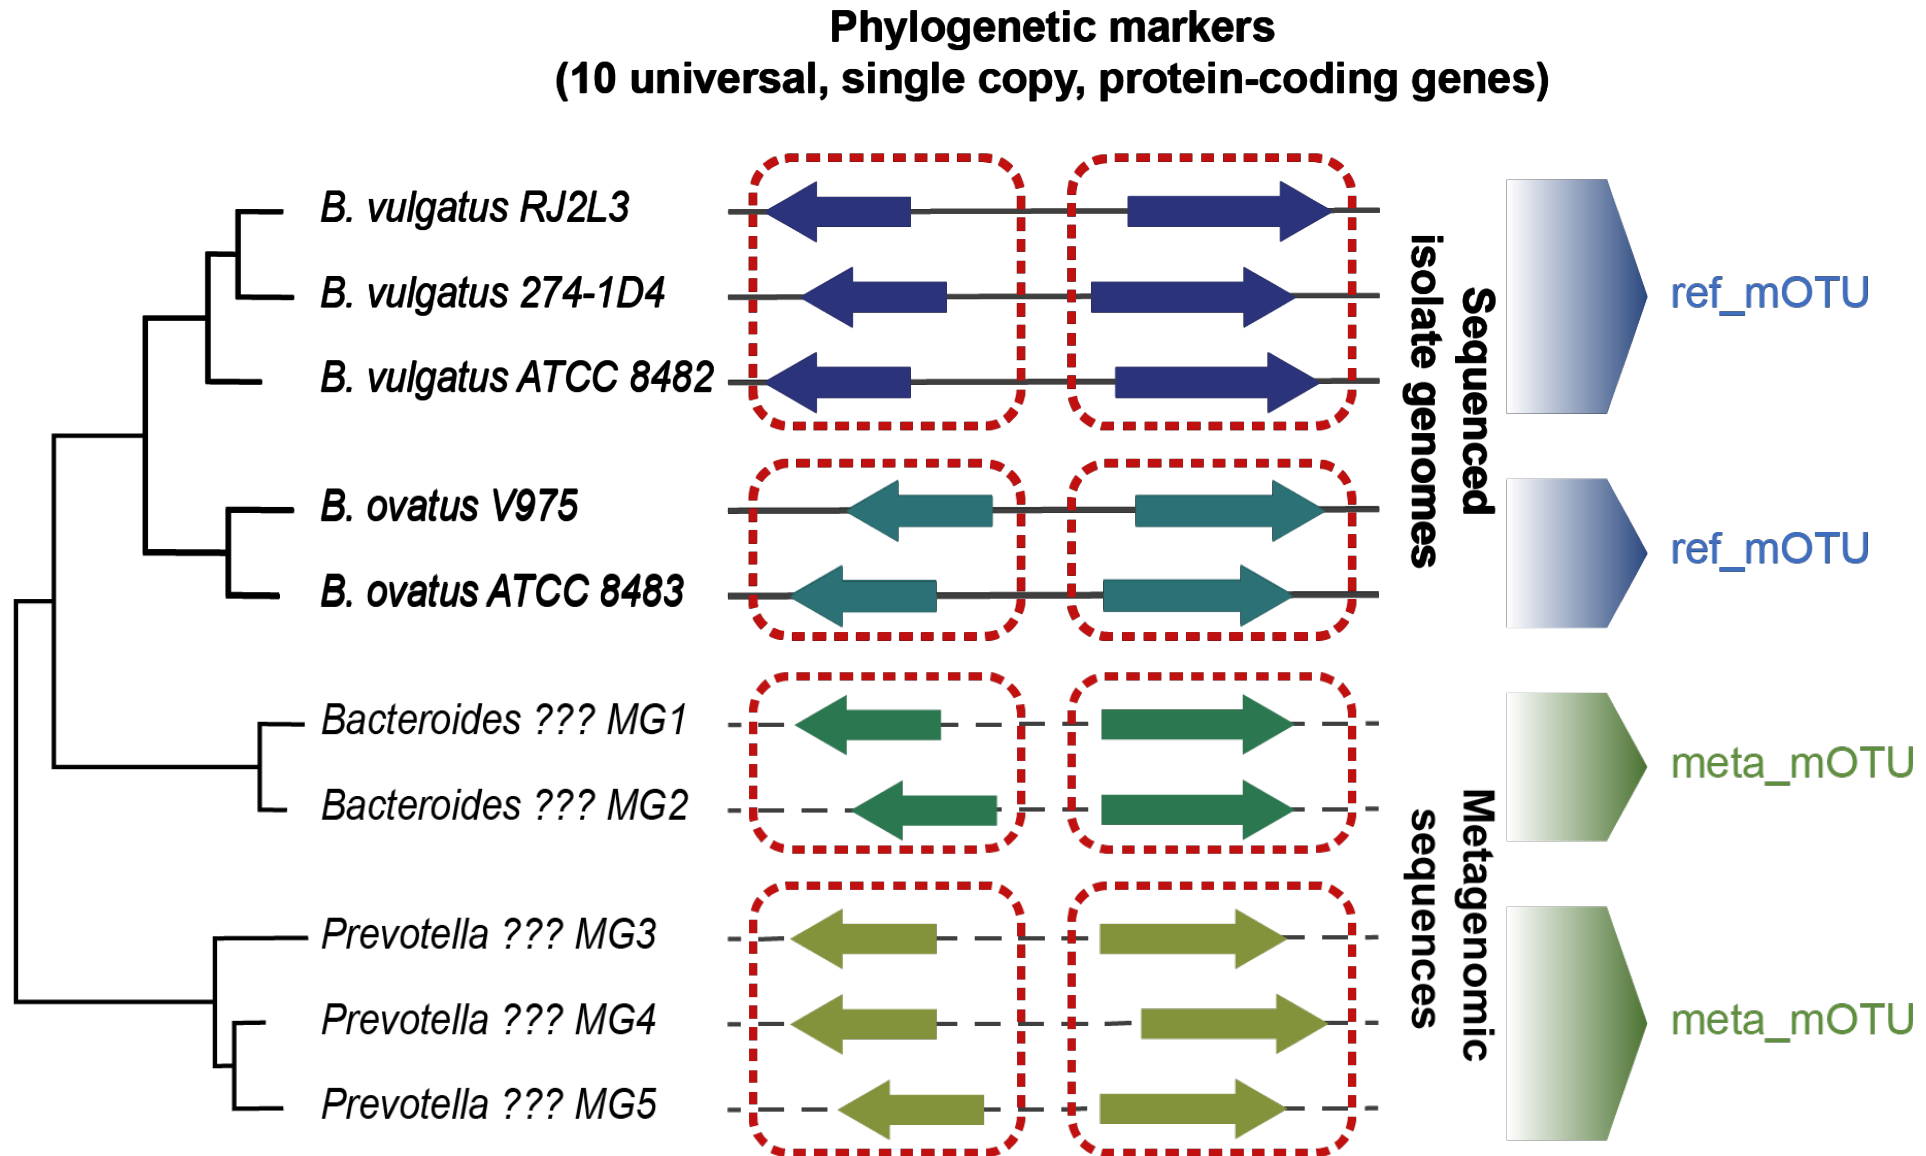 Phylogenetic markers
(10 universal, single copy, protein-coding genes)
B. vulgatus RJ2L3
B. vulgatus 274-1D4
B. vulgatus ATCC 8482
B. ovatus V975
B. ovatus ATCC 8483
Bacteroides ??? MG1
Bacteroides ??? MG2
Prevotella ??? MG3
Prevotella ??? MG4
Prevotella ??? MG5
Sequenced
isolate genomes
Metagenomic
sequences
ref_mOTU
ref_mOTU
meta_mOTU
meta_mOTU